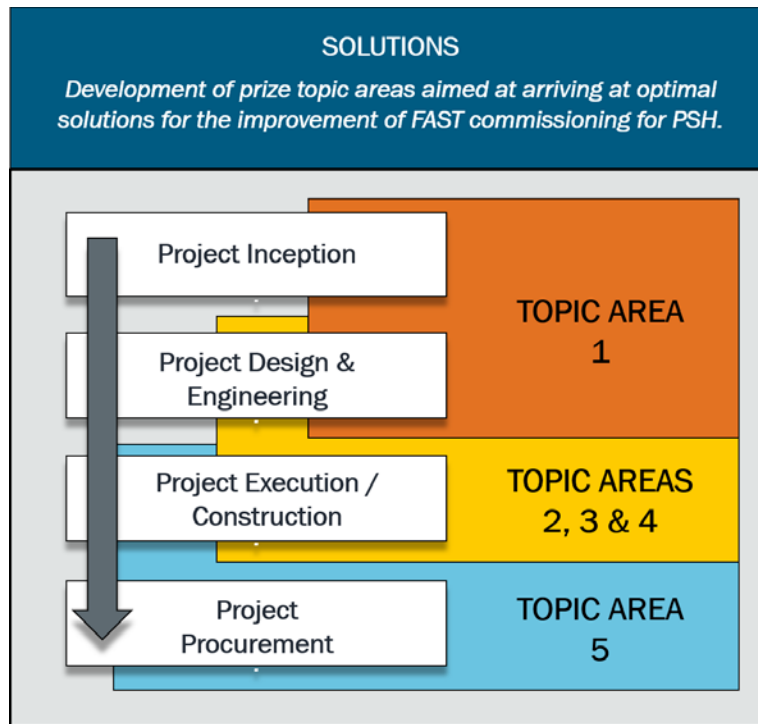 SOLUTIONS
Development of prize topic areas aimed at arriving at optimal
solutions for the improvement of FAST commissioning for PSH.
Project Inception
TOPIC AREA
1
Project Design &
Engineering
Project Execution /
Construction
TOPIC AREAS
2, 3 & 4
Project
Procurement
TOPIC AREA
5